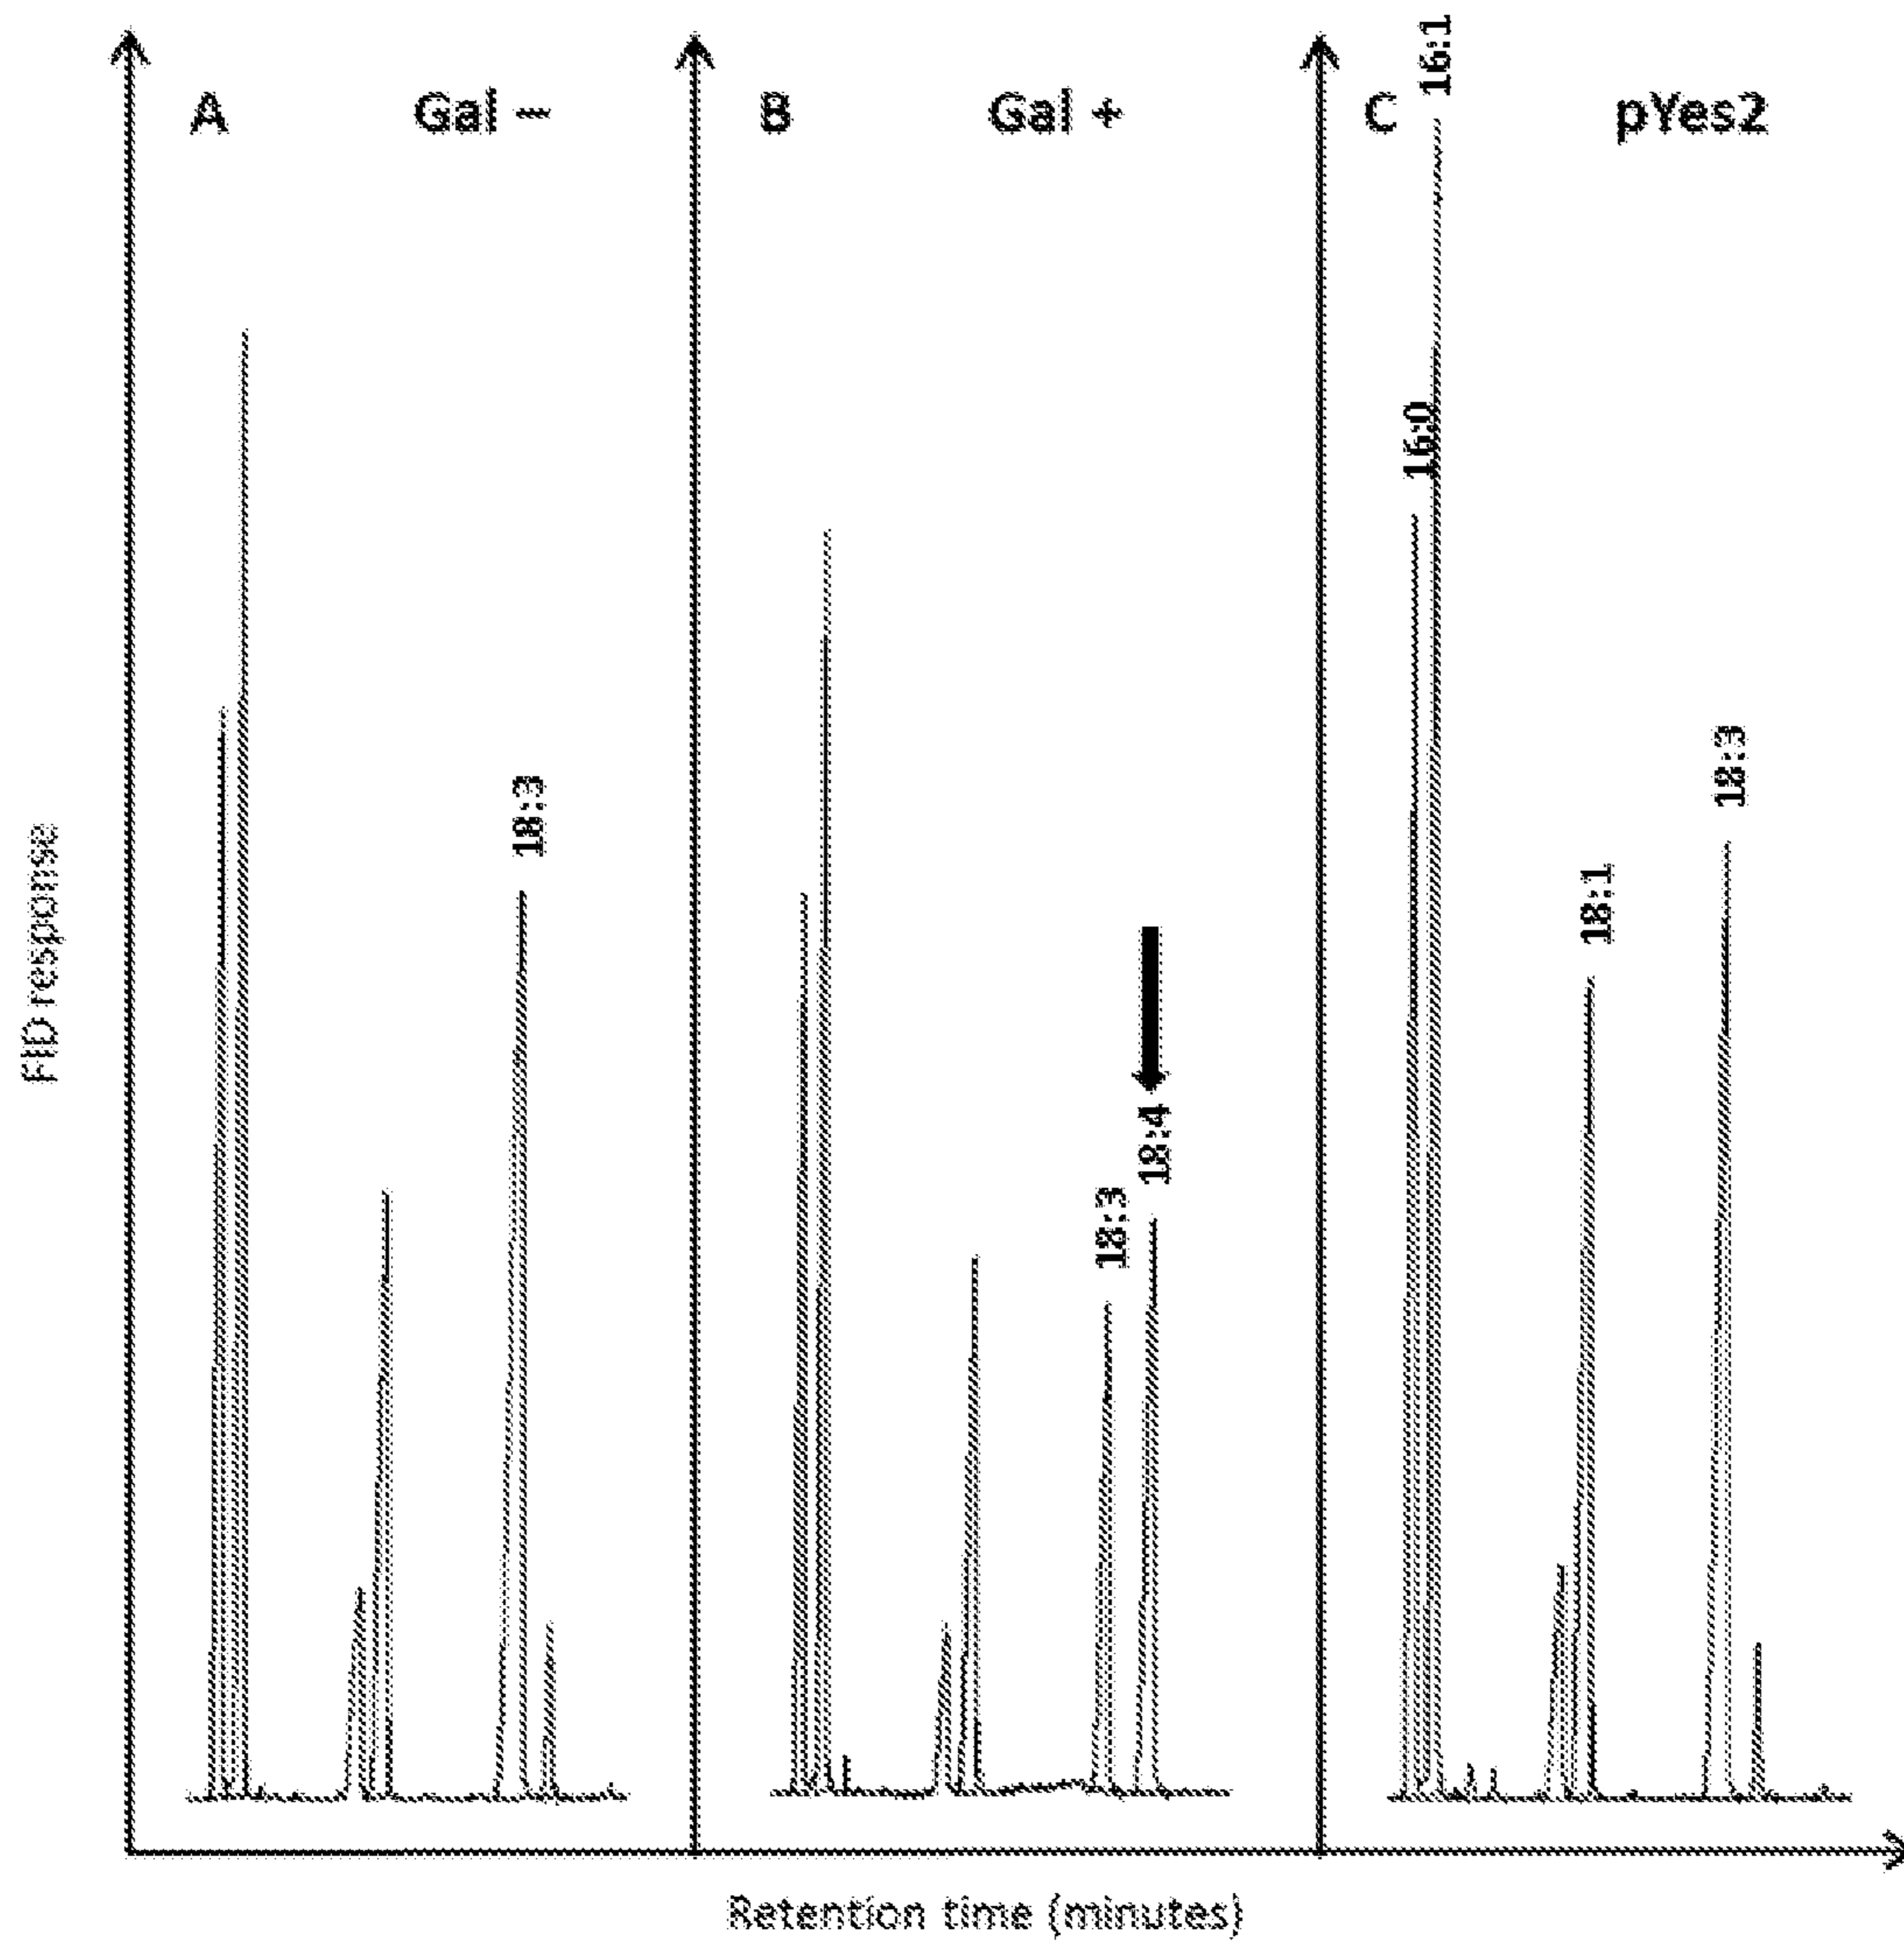 A
Gal –
B
Gal +
C
pYes2
16:1
16:0
18:3
18:3
18:4
18:1
18:3
FID response
Retention time (minutes)